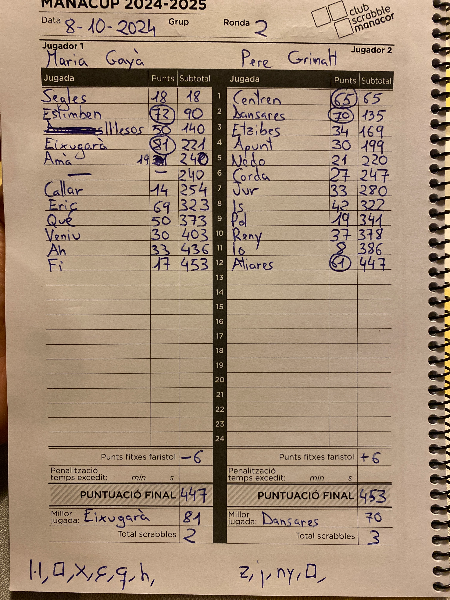 MANACUP 2024-2025
club scrabble manacor
Data 8-10-2024 Grup Ronda 2
Jugador 1 Jugador 2
Maria Gayà Pere Grimalt
Jugada Punts Subtotal Jugada Punts Subtotal
Segles 18 18 1 Centren 65 65
Estimben 72 90 2 Dansares 70 135
50 140 3 Etzibes 34 169
Eixugarà 81 221 4 Apunt 30 199
Amà 19 240 5 Nado 21 220
— — 240 6 Corda 27 247
Callar 14 254 7 Jur 33 280
Eric 69 323 8 Is 42 322
Què 50 373 9 Pol 19 341
Veniu 30 403 10 Reny 37 378
Ah 33 436 11 Io 8 386
Fi 17 453 12 Aliares 61 447
13
14
15
16
17
18
19
20
21
22
23
24
Punts fitxes faristol -6 Punts fitxes faristol +6
Penalització temps excedit: min s Penalització temps excedit: min s
PUNTUACIÓ FINAL 447 PUNTUACIÓ FINAL 453
Millor jugada: Eixugarà 81 Millor jugada: Dansares 70
Total scrabbles 2 Total scrabbles 3